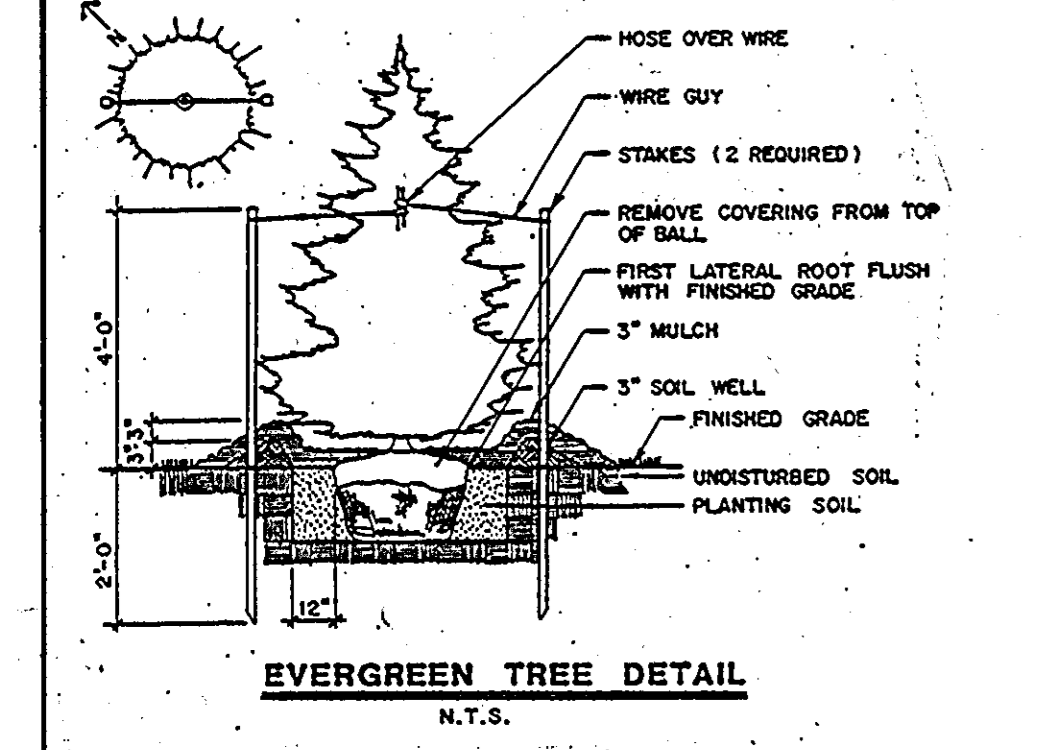 N
HOSE OVER WIRE
WIRE GUY
STAKES (2 REQUIRED)
REMOVE COVERING FROM TOP
OF BALL
FIRST LATERAL ROOT FLUSH
WITH FINISHED GRADE
3" MULCH
3" SOIL WELL
FINISHED GRADE
UNDISTURBED SOIL
PLANTING SOIL
4'-0"
3" 3"
2'-0"
12"
EVERGREEN TREE DETAIL
N.T.S.